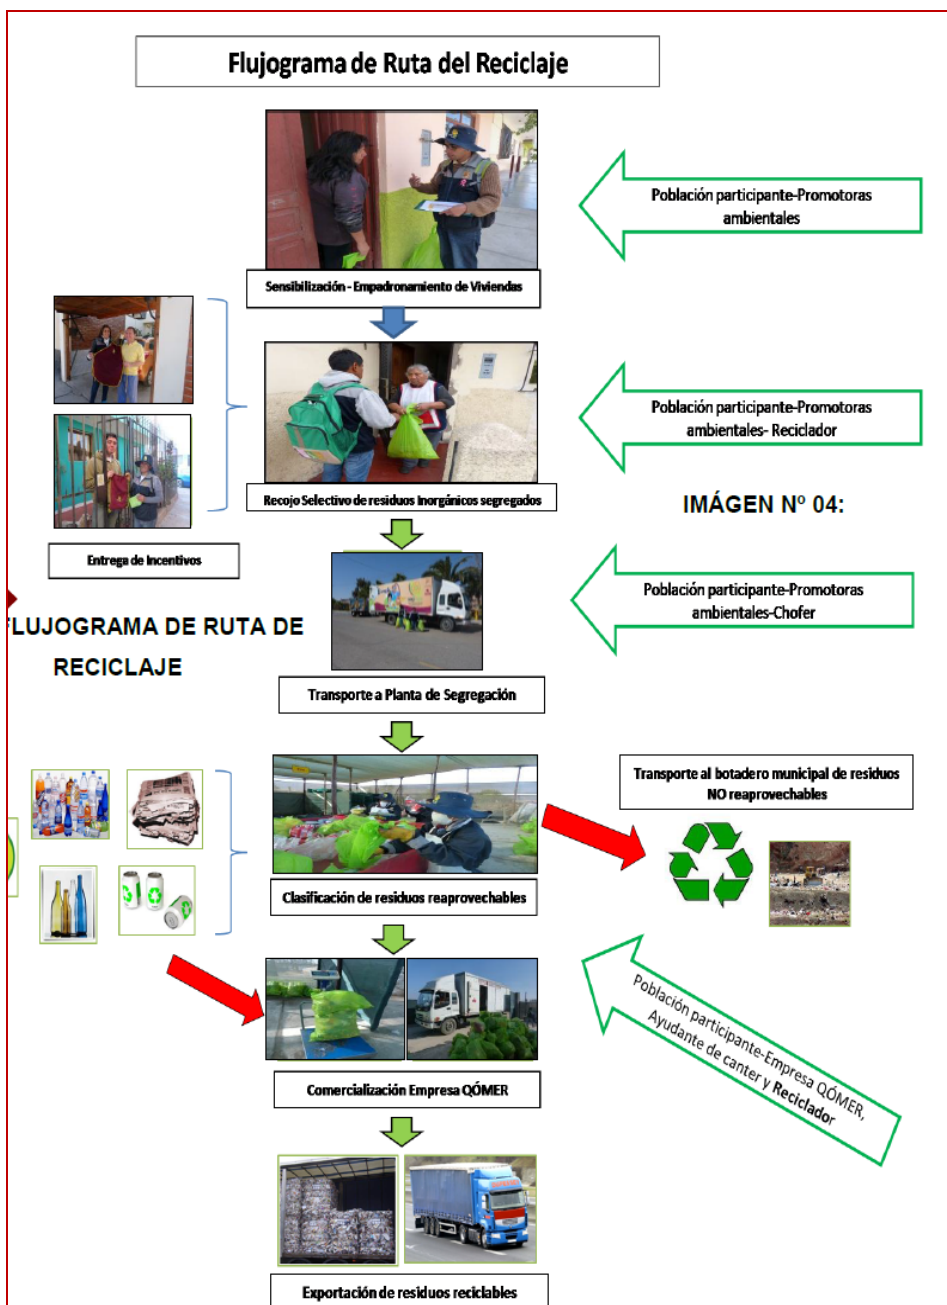 Flujograma de Ruta del Reciclaje
Población participante-Promotoras
ambientales
Sensibilización - Empadronamiento de Viviendas
Población participante-Promotoras
ambientales- Reciclador
Recojo Selectivo de residuos Inorgánicos segregados
IMÁGEN Nº 04:
Entrega de Incentivos
Población participante-Promotoras
ambientales-Chofer
FLUJOGRAMA DE RUTA DE
RECICLAJE
Transporte a Planta de Segregación
Transporte al botadero municipal de residuos
NO reaprovechables
Clasificación de residuos reaprovechables
Población participante-Empresa QÓMER,
Ayudante de canter y Reciclador
Comercialización Empresa QÓMER
Exportación de residuos reciclables